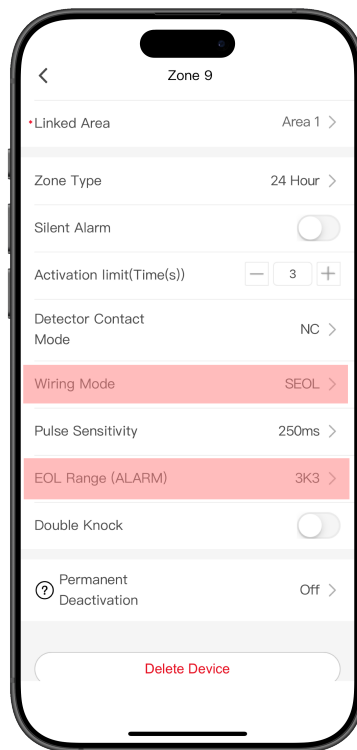 Zone 9
*Linked Area Area 1
Zone Type 24 Hour
Silent Alarm
Activation limit(Time(s)) 3
Detector Contact
Mode NC
Wiring Mode SEOL
Pulse Sensitivity 250ms
EOL Range (ALARM) 3K3
Double Knock
Permanent
Deactivation Off
Delete Device